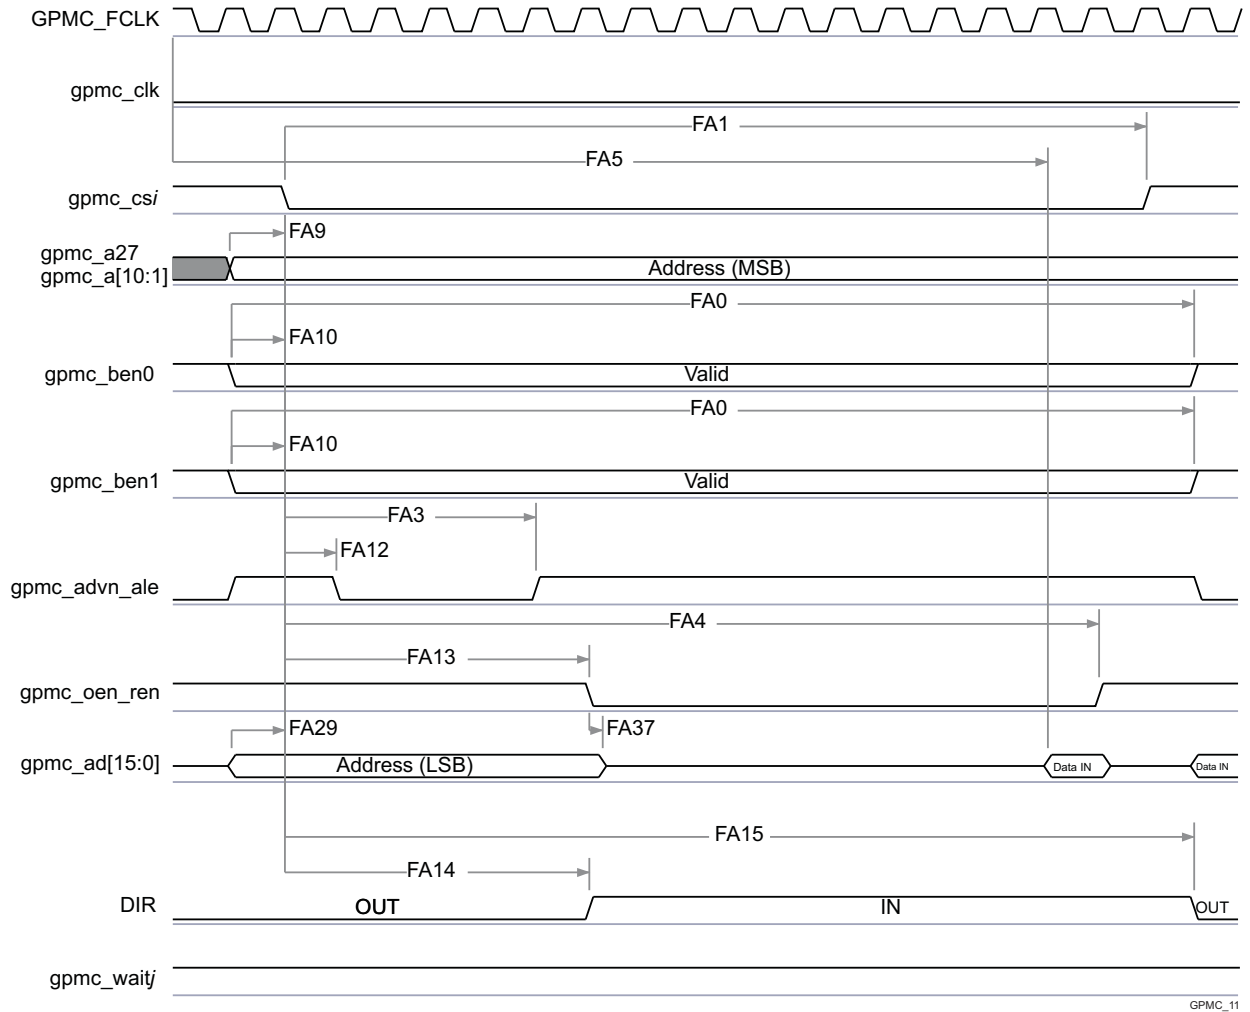 GPMC_FCLK
gpmc_clk
FA1
FA5
gpmc_csi
FA9
gpmc_a27
gpmc_a[10:1]
Address (MSB)
FA0
FA10
gpmc_ben0
Valid
FA0
FA10
gpmc_ben1
Valid
FA3
FA12
gpmc_advn_ale
FA4
FA13
gpmc_oen_ren
FA29
FA37
gpmc_ad[15:0]
Address (LSB)
Data IN
Data IN
FA15
FA14
DIR
OUT
IN
OUT
gpmc_waitj
GPMC_11